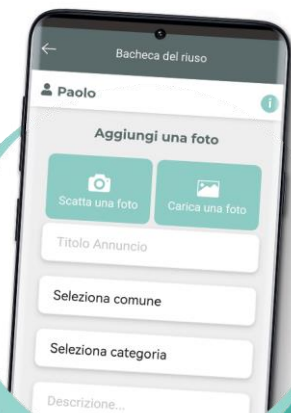 Bacheca del riuso
Paolo
i
Aggiungi una foto
Scatta una foto
Carica una foto
Titolo Annuncio
Seleziona comune
Seleziona categoria
Descrizione...